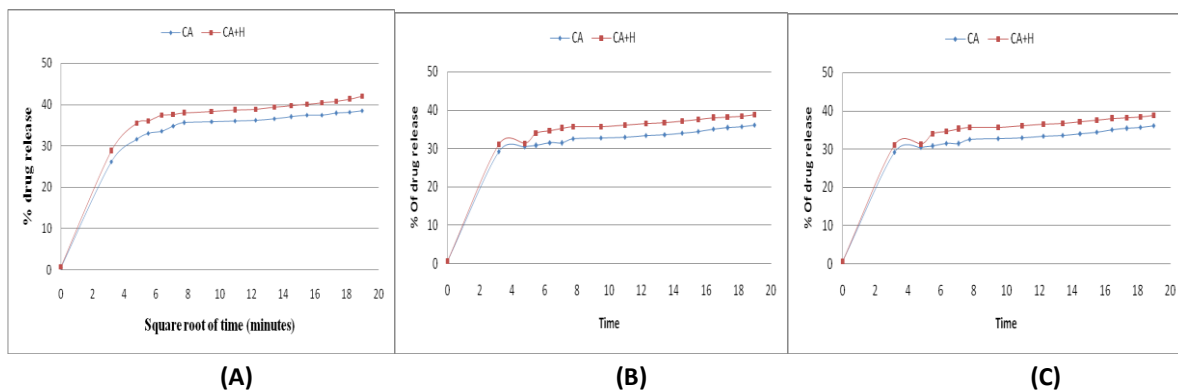 CA CA+H
50
40
30
20
10
0
% drug release
0 2 4 6 8 10 12 14 16 18 20
Square root of time (minutes)
(A)
CA CA+H
50
40
30
20
10
0
% Of drug release
0 2 4 6 8 10 12 14 16 18 20
Time
(B)
CA CA+H
50
40
30
20
10
0
% Of drug release
0 2 4 6 8 10 12 14 16 18 20
Time
(C)